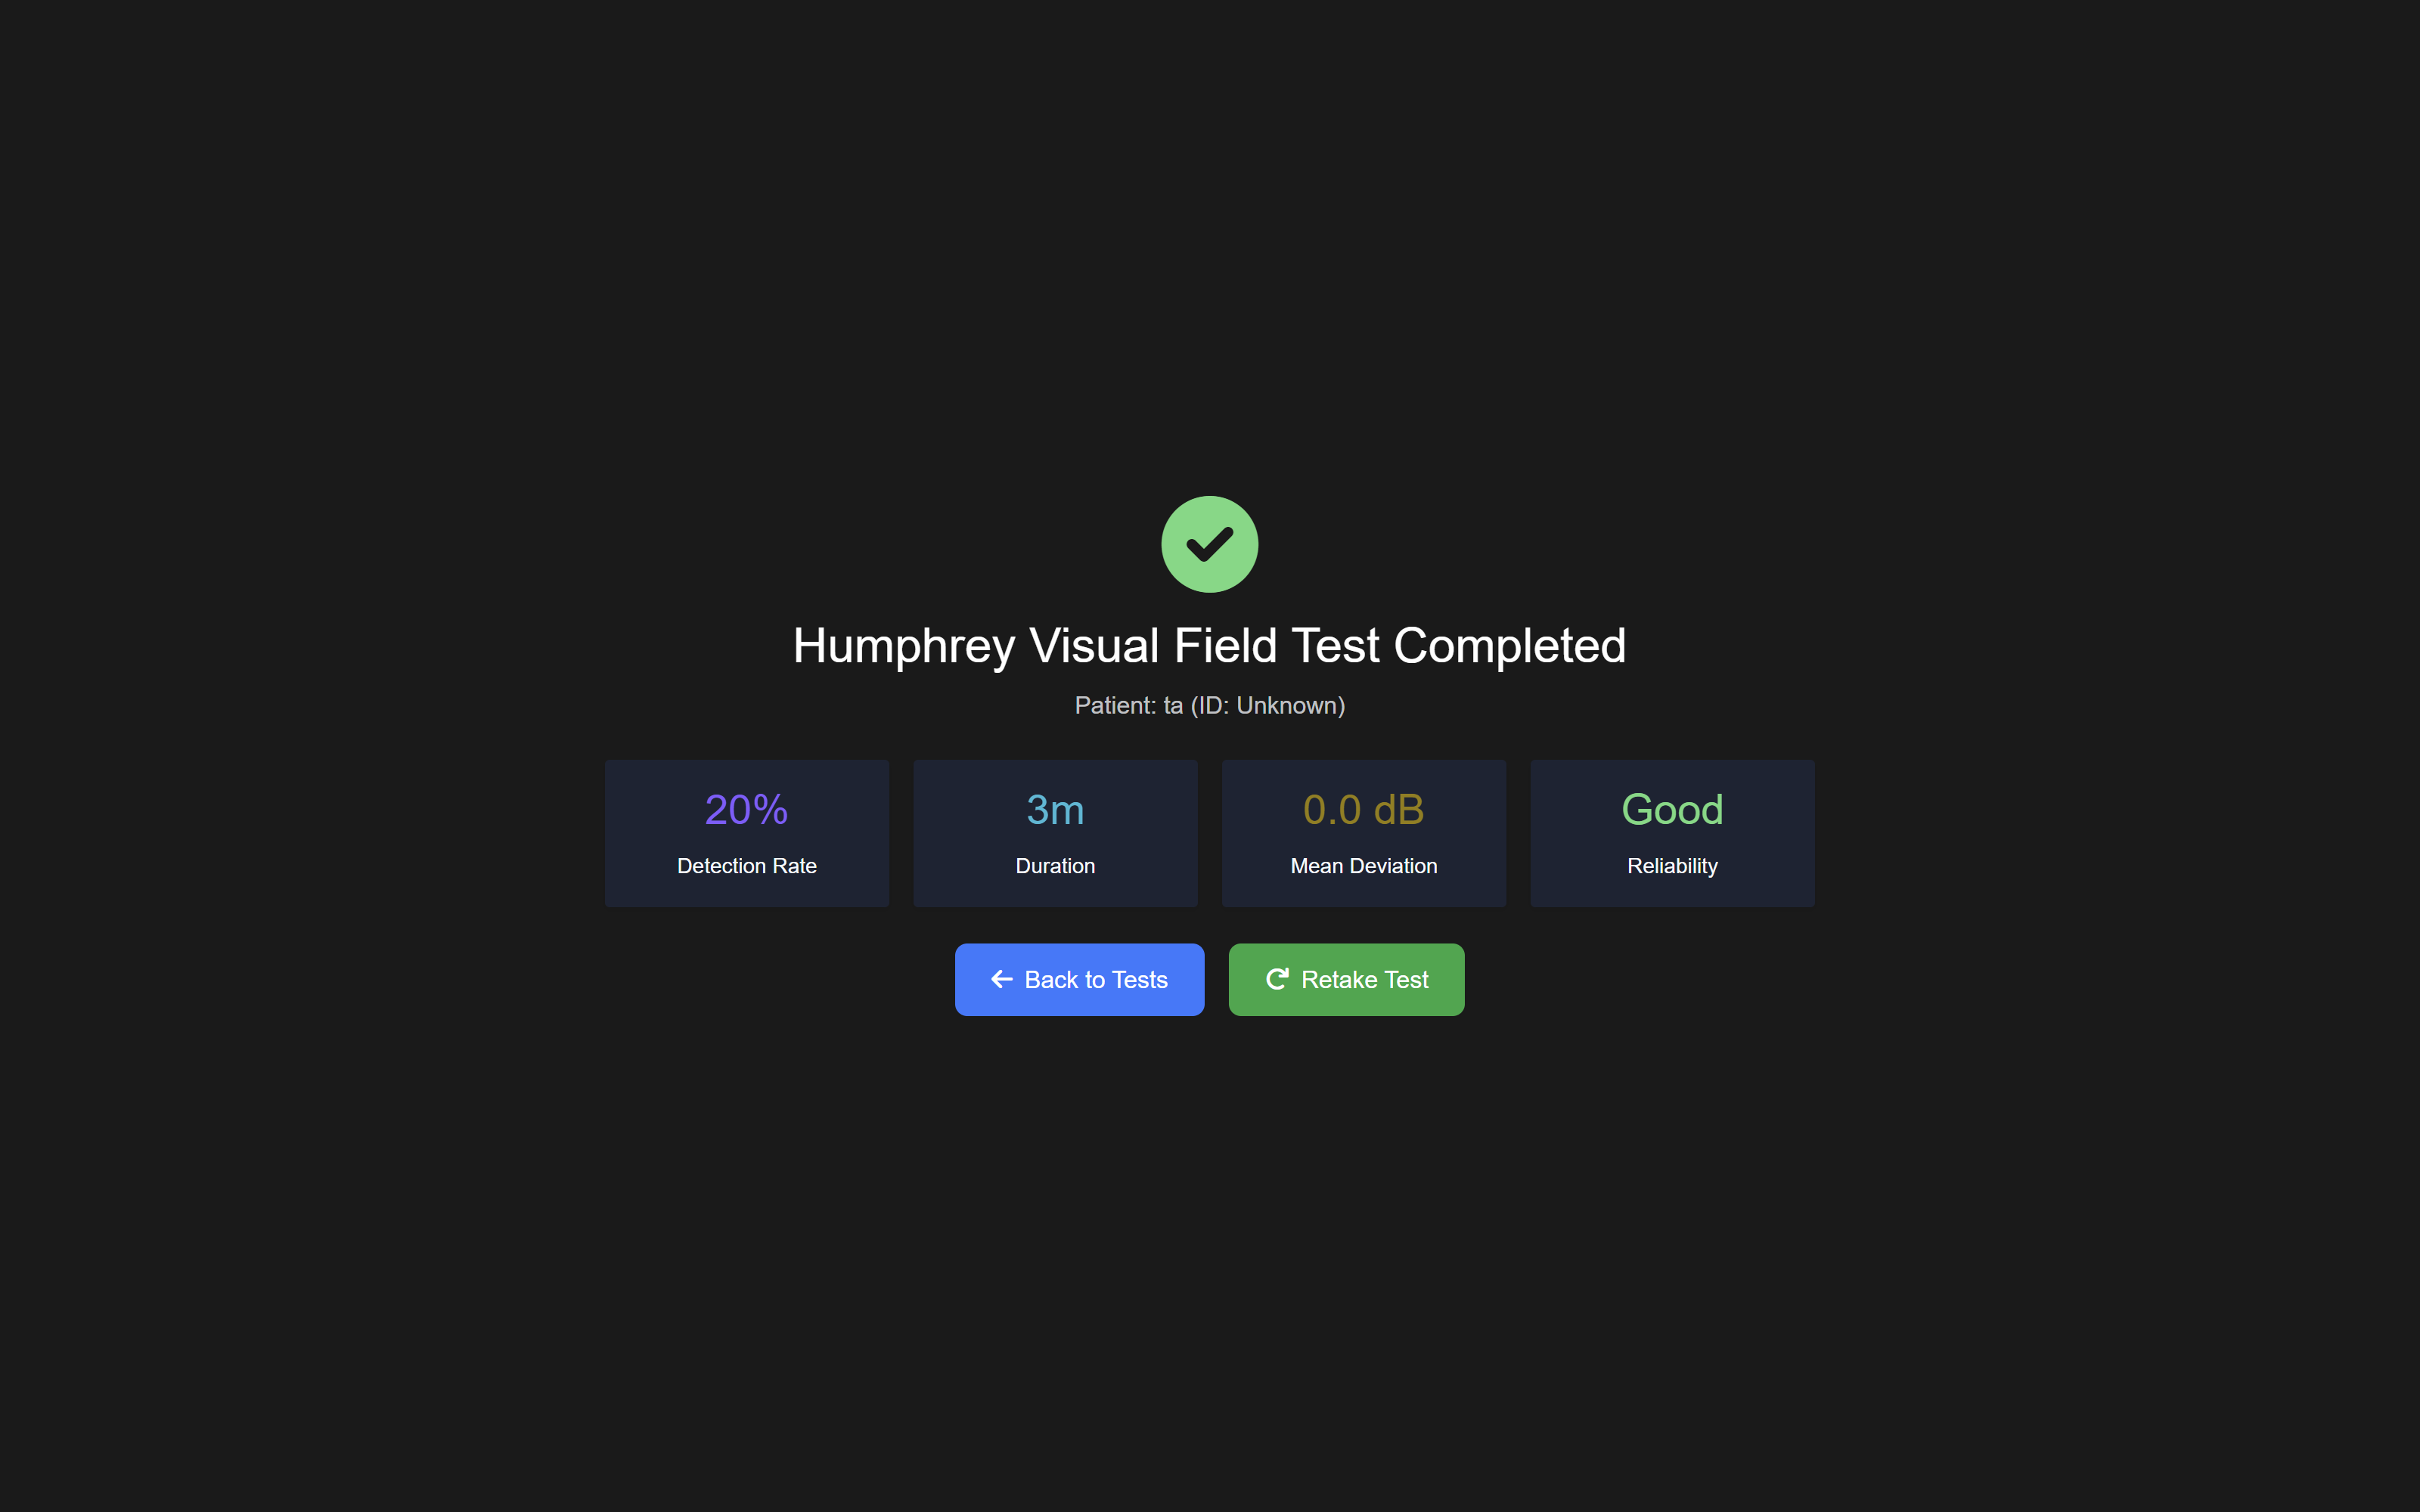 Humphrey Visual Field Test Completed
Patient: ta (ID: Unknown)
20%
Detection Rate
3m
Duration
0.0 dB
Mean Deviation
Good
Reliability
Back to Tests
Retake Test